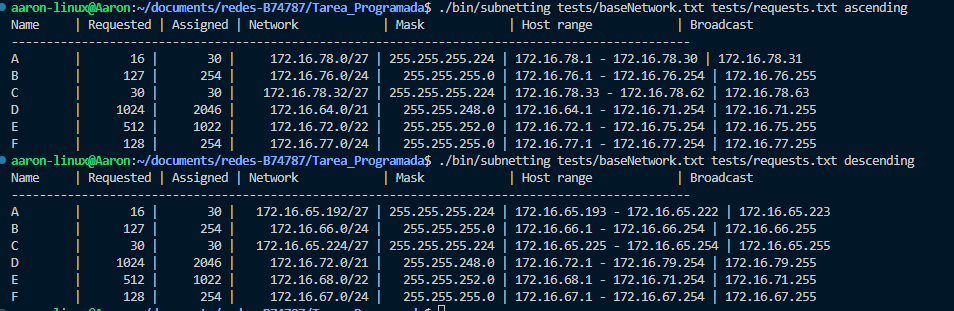 aaron-linux@Aaron:~/documents/redes-B74787/Tarea_Programada$ ./bin/subnetting tests/baseNetwork.txt tests/requests.txt ascending
Name | Requested | Assigned | Network | Mask | Host range | Broadcast
----------------------------------------------------------------------------------------------------
A | 16 | 30 | 172.16.78.0/27 | 255.255.255.224 | 172.16.78.1 - 172.16.78.30 | 172.16.78.31
B | 127 | 254 | 172.16.76.0/24 | 255.255.255.0 | 172.16.76.1 - 172.16.76.254 | 172.16.76.255
C | 30 | 30 | 172.16.78.32/27 | 255.255.255.224 | 172.16.78.33 - 172.16.78.62 | 172.16.78.63
D | 1024 | 2046 | 172.16.64.0/21 | 255.255.248.0 | 172.16.64.1 - 172.16.71.254 | 172.16.71.255
E | 512 | 1022 | 172.16.72.0/22 | 255.255.252.0 | 172.16.72.1 - 172.16.75.254 | 172.16.75.255
F | 128 | 254 | 172.16.77.0/24 | 255.255.255.0 | 172.16.77.1 - 172.16.77.254 | 172.16.77.255
aaron-linux@Aaron:~/documents/redes-B74787/Tarea_Programada$ ./bin/subnetting tests/baseNetwork.txt tests/requests.txt descending
Name | Requested | Assigned | Network | Mask | Host range | Broadcast
----------------------------------------------------------------------------------------------------
A | 16 | 30 | 172.16.65.192/27 | 255.255.255.224 | 172.16.65.193 - 172.16.65.222 | 172.16.65.223
B | 127 | 254 | 172.16.66.0/24 | 255.255.255.0 | 172.16.66.1 - 172.16.66.254 | 172.16.66.255
C | 30 | 30 | 172.16.65.224/27 | 255.255.255.224 | 172.16.65.225 - 172.16.65.254 | 172.16.65.255
D | 1024 | 2046 | 172.16.72.0/21 | 255.255.248.0 | 172.16.72.1 - 172.16.79.254 | 172.16.79.255
E | 512 | 1022 | 172.16.68.0/22 | 255.255.252.0 | 172.16.68.1 - 172.16.71.254 | 172.16.71.255
F | 128 | 254 | 172.16.67.0/24 | 255.255.255.0 | 172.16.67.1 - 172.16.67.254 | 172.16.67.255